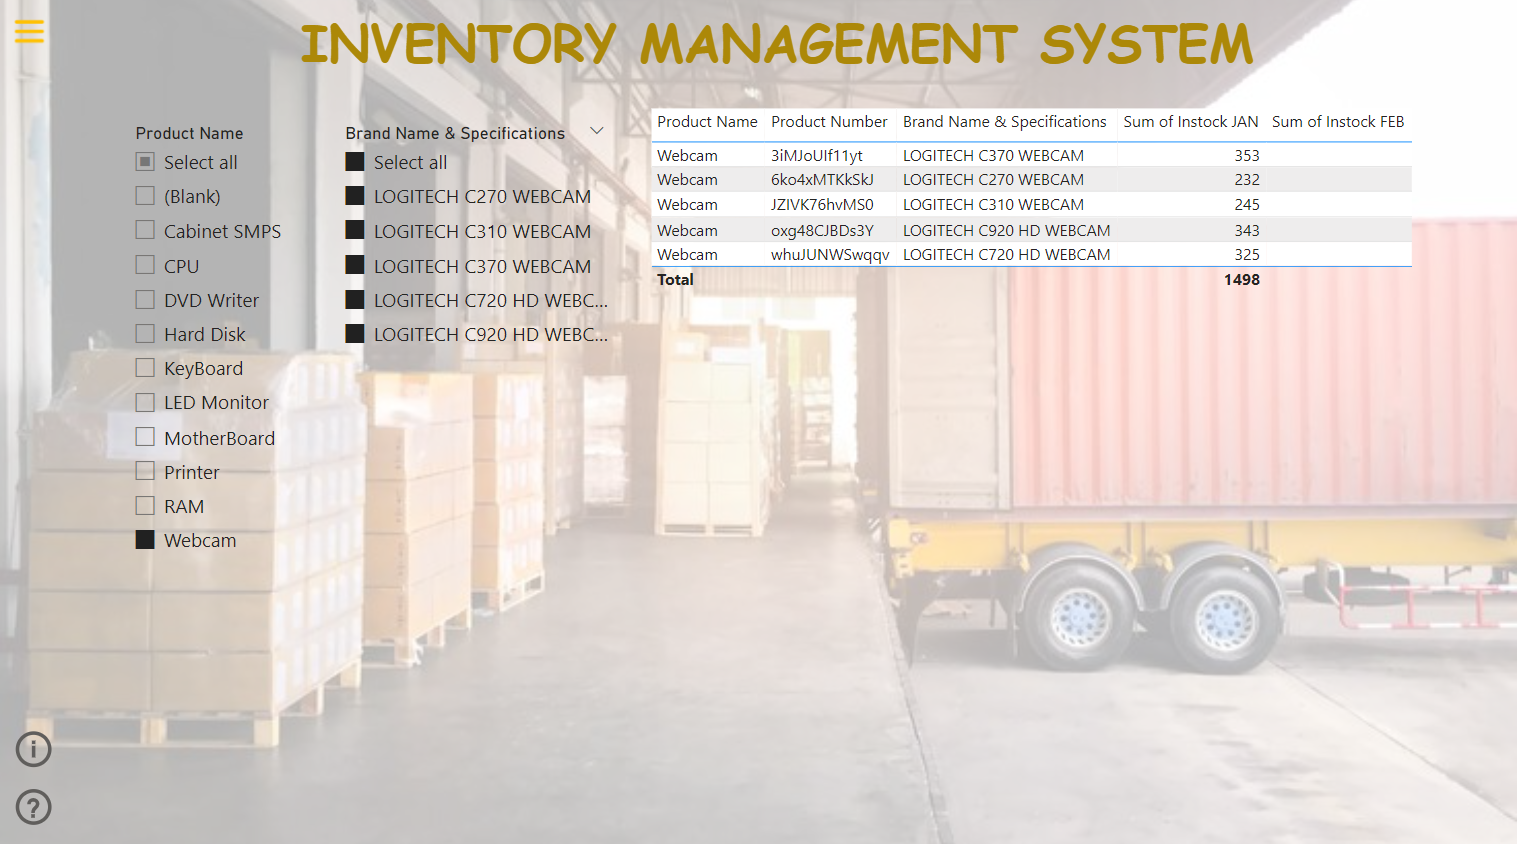 INVENTORY MANAGEMENT SYSTEM
Product Name
Select all
(Blank)
Cabinet SMPS
CPU
DVD Writer
Hard Disk
KeyBoard
LED Monitor
MotherBoard
Printer
RAM
Webcam
Brand Name & Specifications
Select all
LOGITECH C270 WEBCAM
LOGITECH C310 WEBCAM
LOGITECH C370 WEBCAM
LOGITECH C720 HD WEBC...
LOGITECH C920 HD WEBC...
Product Name Product Number Brand Name & Specifications Sum of Instock JAN Sum of Instock FEB
Webcam 3iMJoUIf11yt LOGITECH C370 WEBCAM 353
Webcam 6ko4xMTKkSkJ LOGITECH C270 WEBCAM 232
Webcam JZIVK76hvMS0 LOGITECH C310 WEBCAM 245
Webcam oxg48CJBDs3Y LOGITECH C920 HD WEBCAM 343
Webcam whuJUNWSwqqv LOGITECH C720 HD WEBCAM 325
Total 1498
i
?